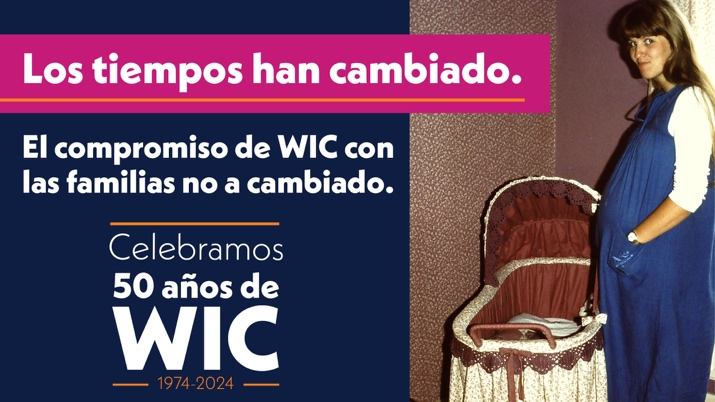 Los tiempos han cambiado.
El compromiso de WIC con
las familias no a cambiado.
Celebramos
50 años de
WIC
1974-2024